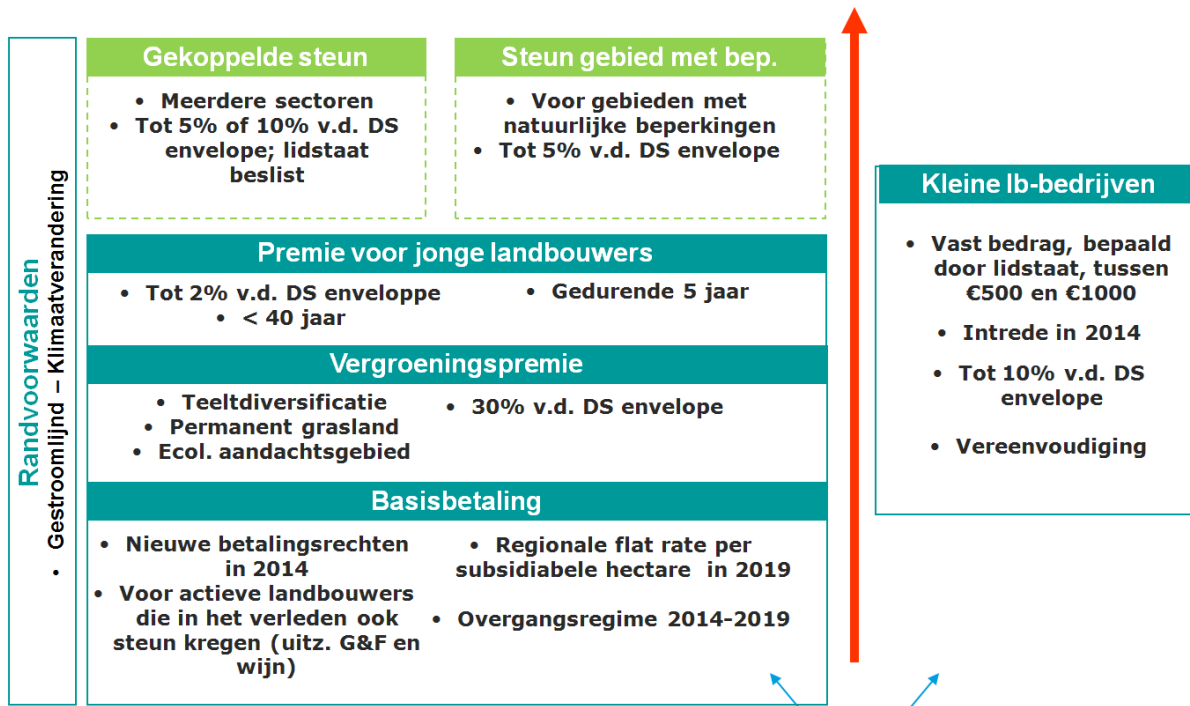 Randvoorwaarden
• Gestroomlijnd – Klimaatverandering
Gekoppelde steun
• Meerdere sectoren
• Tot 5% of 10% v.d. DS
envelope; lidstaat
beslist
Steun gebied met bep.
• Voor gebieden met
natuurlijke beperkingen
• Tot 5% v.d. DS envelope
Premie voor jonge landbouwers
• Tot 2% v.d. DS enveloppe
• < 40 jaar
• Gedurende 5 jaar
Vergroeningspremie
• Teeltdiversificatie
• Permanent grasland
• Ecol. aandachtsgebied
• 30% v.d. DS envelope
Basisbetaling
• Nieuwe betalingsrechten
in 2014
• Voor actieve landbouwers
die in het verleden ook
steun kregen (uitz. G&F en
wijn)
• Regionale flat rate per
subsidiabele hectare in 2019
• Overgangsregime 2014-2019
Kleine lb-bedrijven
• Vast bedrag, bepaald
door lidstaat, tussen
€500 en €1000
• Intrede in 2014
• Tot 10% v.d. DS
envelope
• Vereenvoudiging